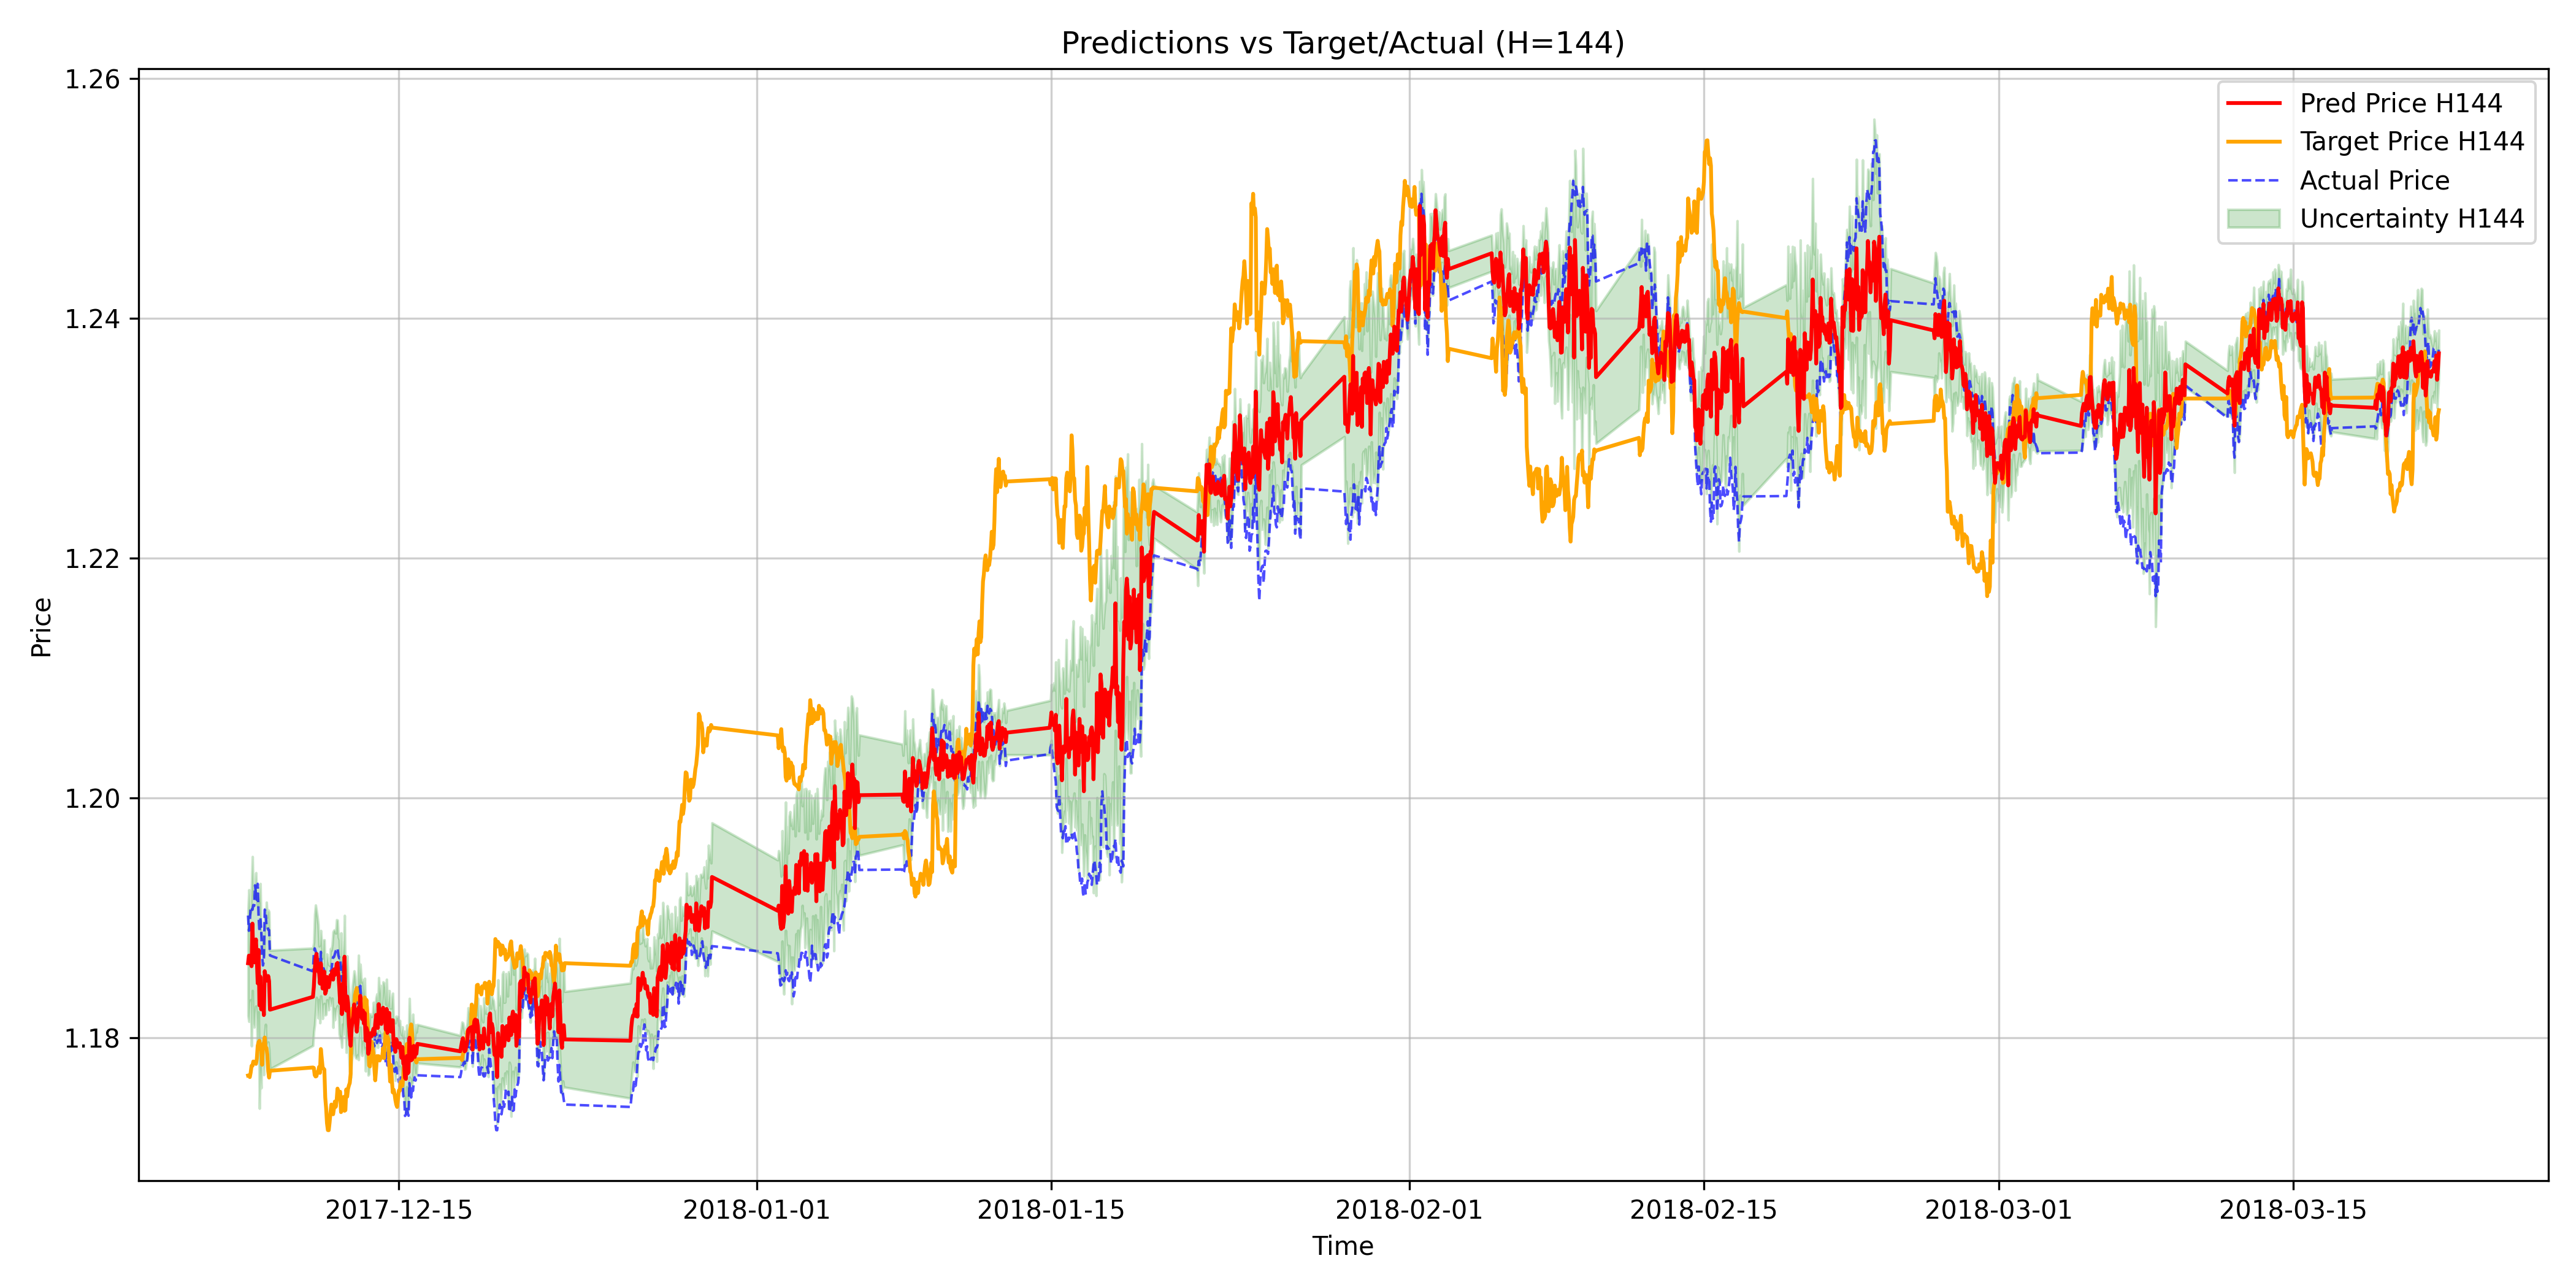 Predictions vs Target/Actual (H=144)
1.26
1.24
1.22
1.20
1.18
Price
Pred Price H144
Target Price H144
Actual Price
Uncertainty H144
2017-12-15
2018-01-01
2018-01-15
2018-02-01
2018-02-15
2018-03-01
2018-03-15
Time